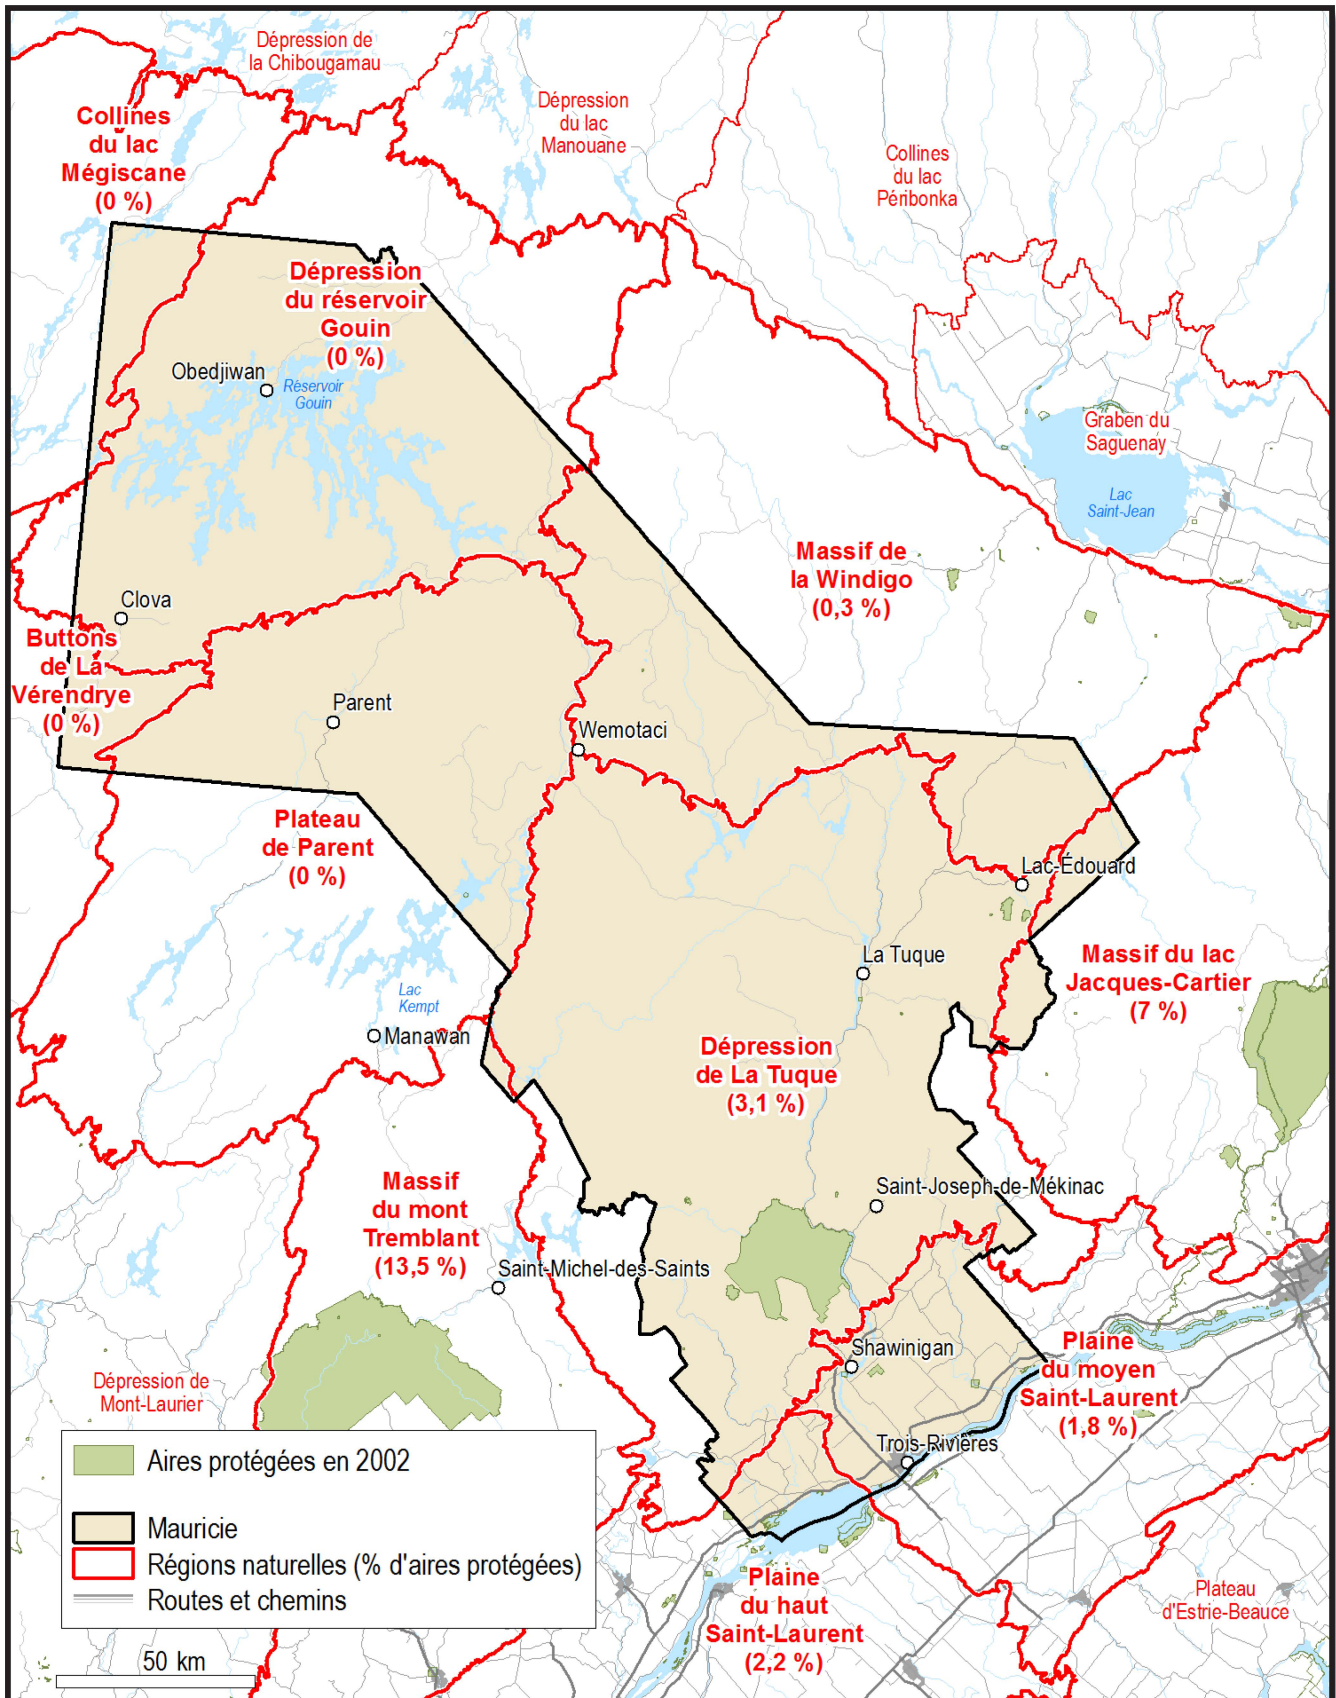 Dépression de
la Chibougamau
Collines
du lac
Mégiscane
(0 %)
Dépression
du lac
Manouane
Collines
du lac
Péribonka
Dépression
du réservoir
Gouin
(0 %)
Obedjiwan
Réservoir
Gouin
Graben du
Saguenay
Lac
Saint-Jean
Massif de
la Windigo
(0,3 %)
Clova
Buttons
de La
Vérendrye
(0 %)
Parent
Wemotaci
Plateau
de Parent
(0 %)
Lac-Édouard
La Tuque
Massif du lac
Jacques-Cartier
(7 %)
Lac
Kempt
Manawan
Dépression
de La Tuque
(3,1 %)
Massif
du mont
Tremblant
(13,5 %)
Saint-Joseph-de-Mékinac
Saint-Michel-des-Saints
Shawinigan
Plaine
du moyen
Saint-Laurent
(1,8 %)
Dépression de
Mont-Laurier
Trois-Rivières
Aires protégées en 2002
Mauricie
Régions naturelles (% d'aires protégées)
Routes et chemins
Plaine
du haut
Saint-Laurent
(2,2 %)
Plateau
d'Estrie-Beauce
50 km